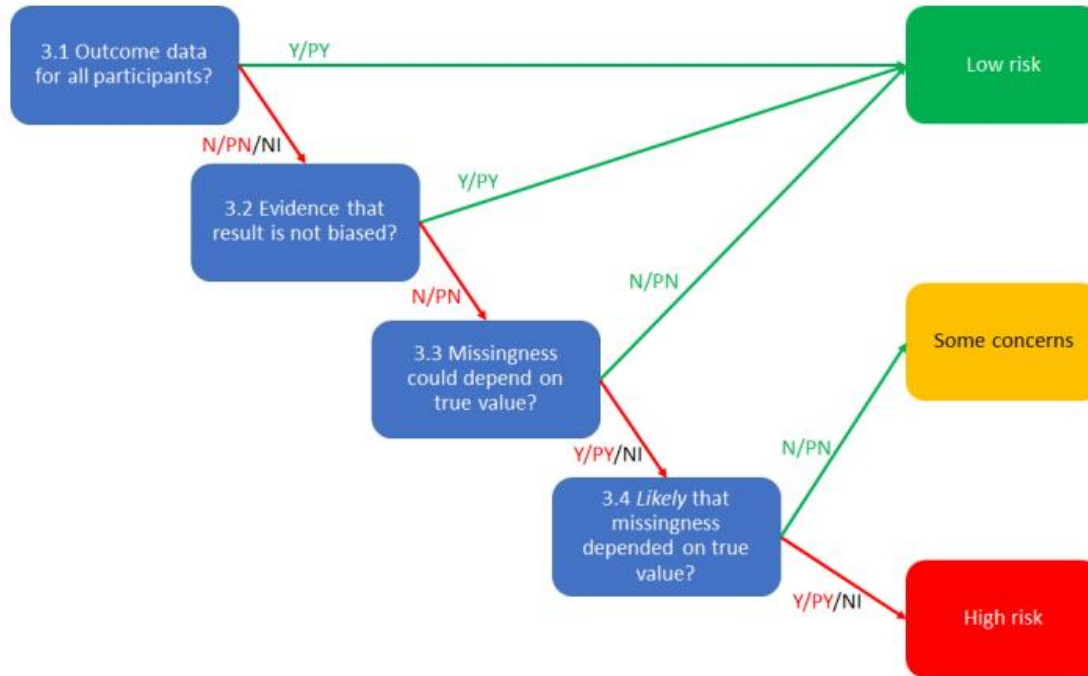 3.1 Outcome data
for all participants?
Y/PY
Low risk
N/PN/NI
3.2 Evidence that
result is not biased?
Y/PY
N/PN
N/PN
3.3 Missingness
could depend on
true value?
Some concerns
Y/PY/NI
N/PN
3.4 Likely that
missingness
depended on true
value?
Y/PY/NI
High risk